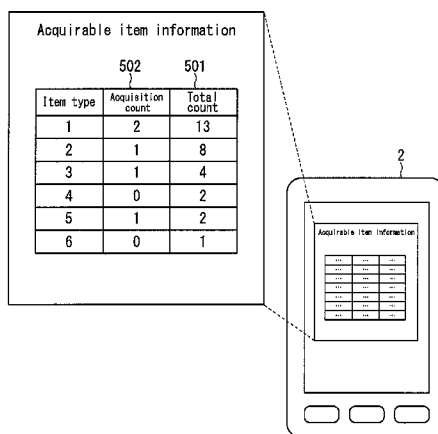 Acquirable item information
502 501
Item type Acquisition count Total count
1 2 13
2 1 8
3 1 4
4 0 2
5 1 2
6 0 1
2
Acquirable item information
... ... ...
... ... ...
... ... ...
... ... ...
... ... ...
... ... ...
... ... ...